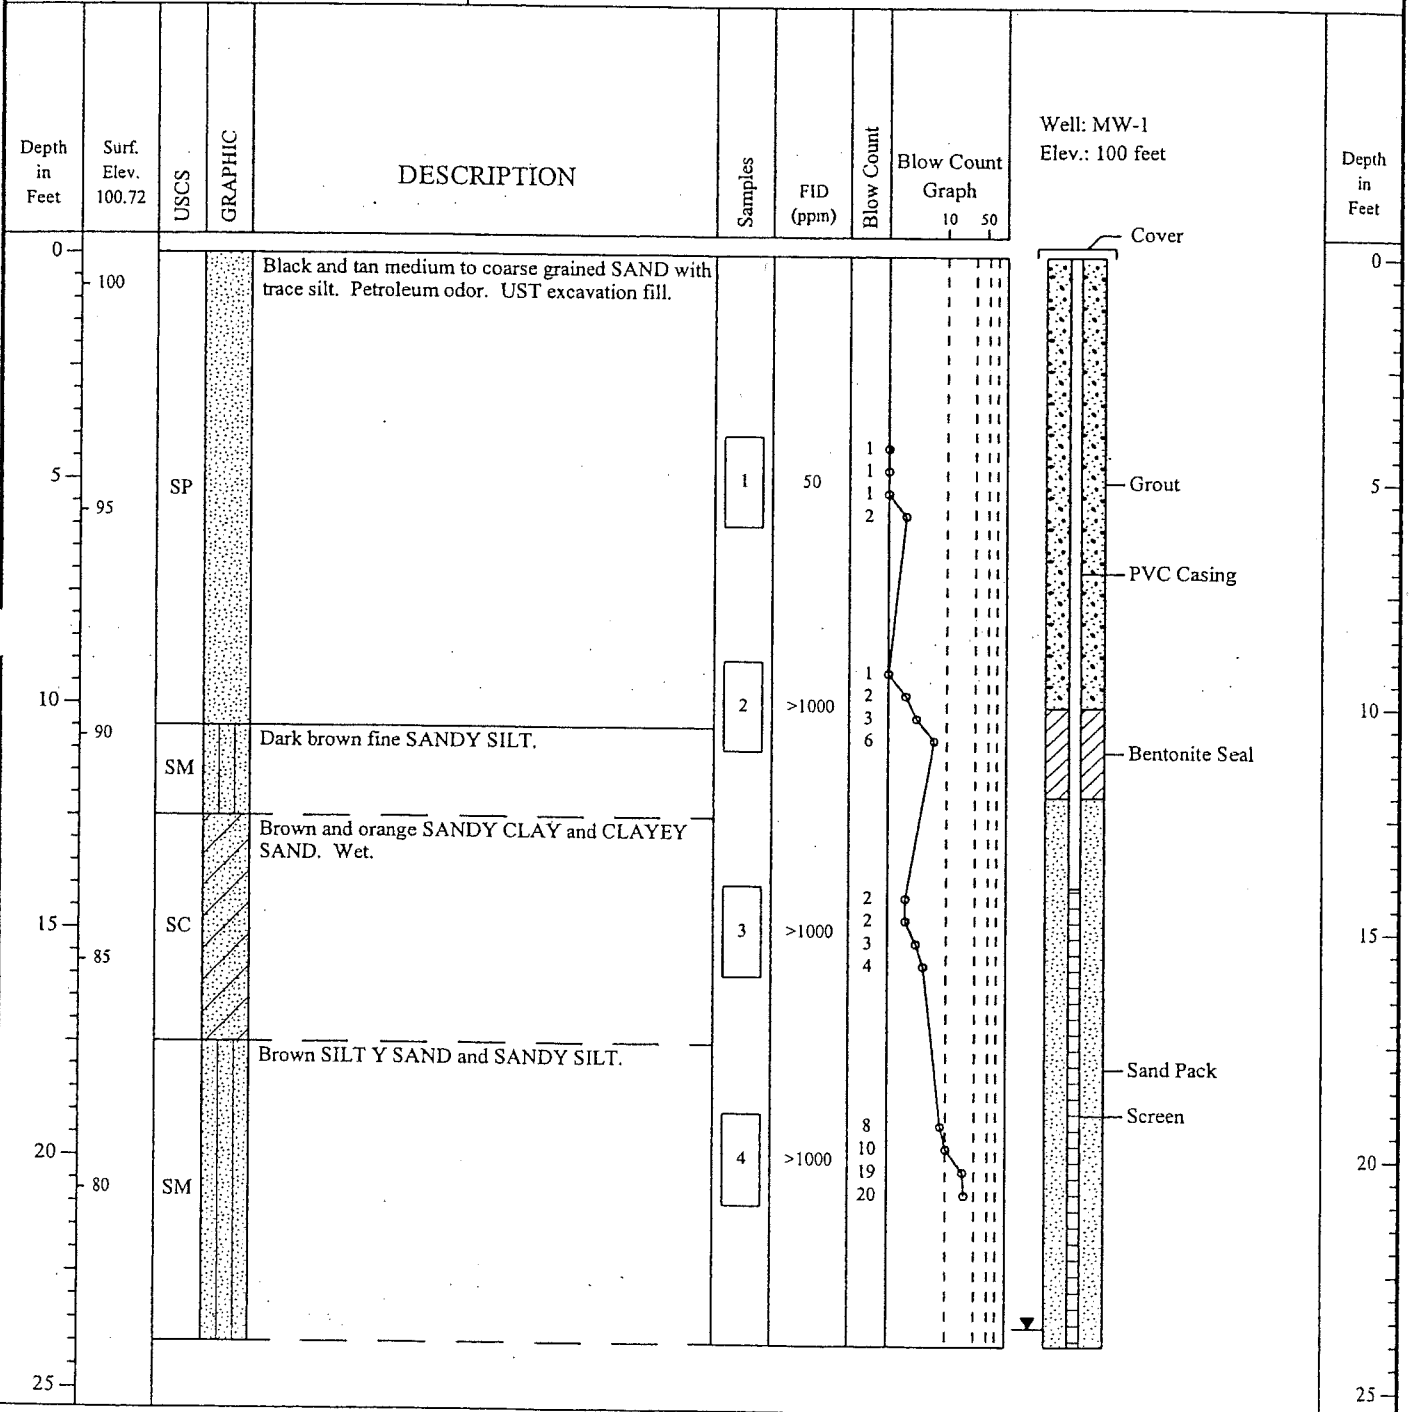 Depth
in
Feet
Surf.
Elev.
100.72
USCS
GRAPHIC
DESCRIPTION
Samples
FID
(ppm)
Blow Count
Blow Count
Graph
10 50
Well: MW-1
Elev.: 100 feet
Depth
in
Feet
Cover
0
100
Black and tan medium to coarse grained SAND with
trace silt. Petroleum odor. UST excavation fill.
0
5
95
SP
1
50
1
1
1
2
Grout
5
PVC Casing
10
90
2
>1000
1
2
3
6
10
SM
Dark brown fine SANDY SILT.
Bentonite Seal
Brown and orange SANDY CLAY and CLAYEY
SAND. Wet.
15
85
SC
3
>1000
2
2
3
4
15
Brown SILT Y SAND and SANDY SILT.
Sand Pack
Screen
20
80
SM
4
>1000
8
10
19
20
20
25
25